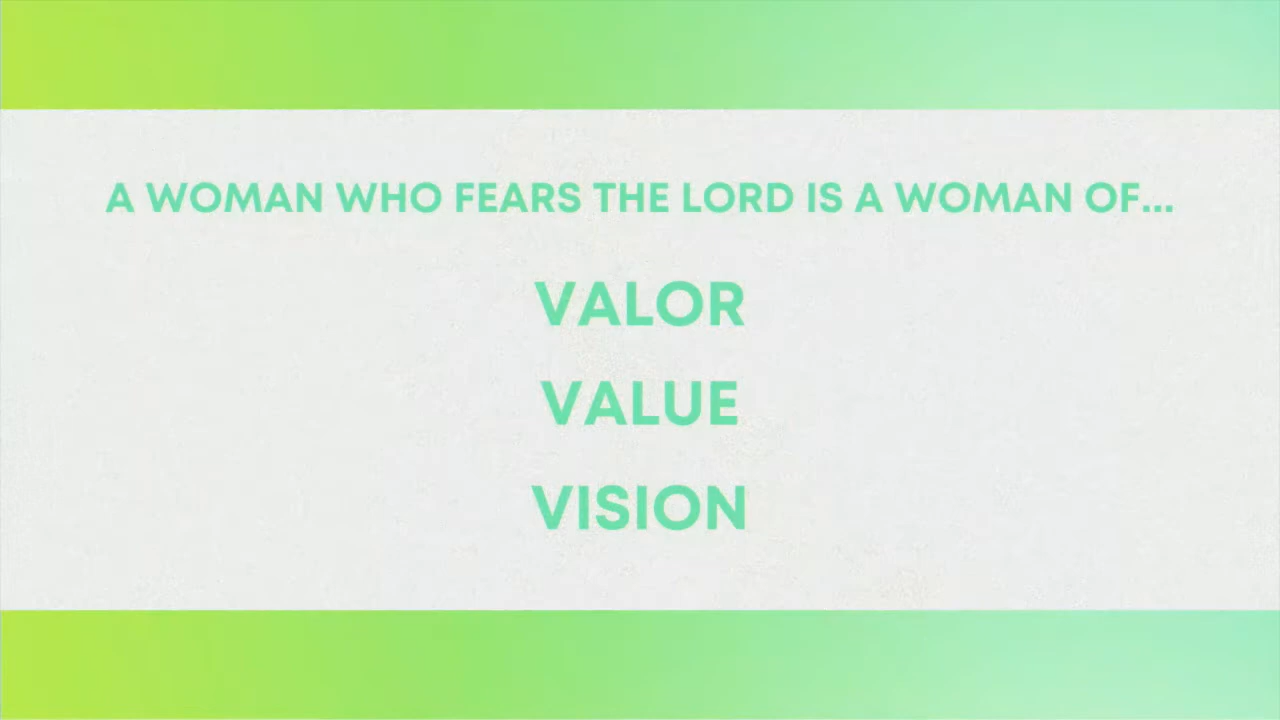 A WOMAN WHO FEARS THE LORD IS A WOMAN OF...
VALOR
VALUE
VISION